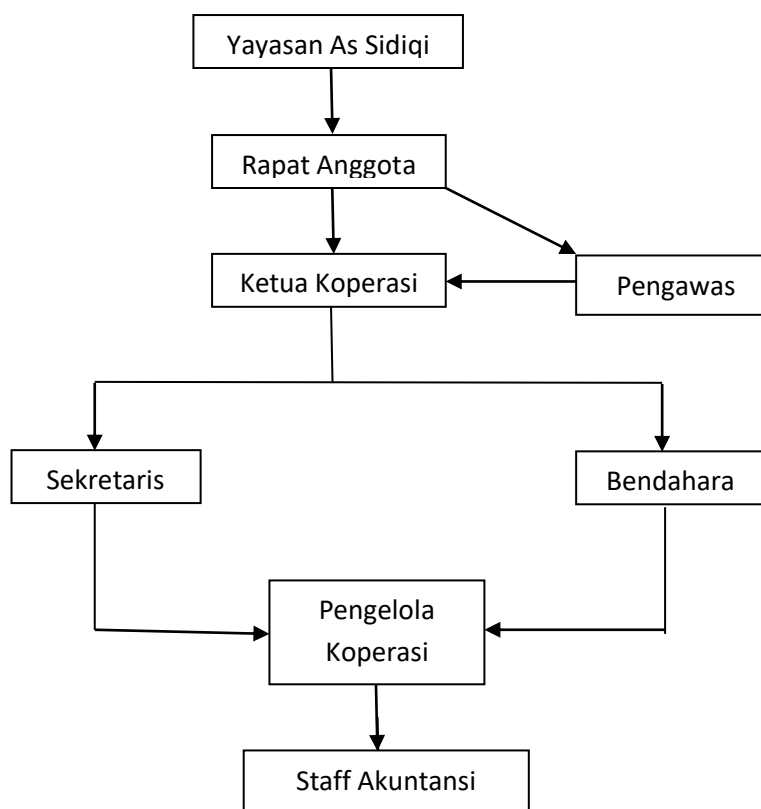 Yayasan As Sidiqi
Rapat Anggota
Ketua Koperasi
Pengawas
Sekretaris
Bendahara
Pengelola
Koperasi
Staff Akuntansi